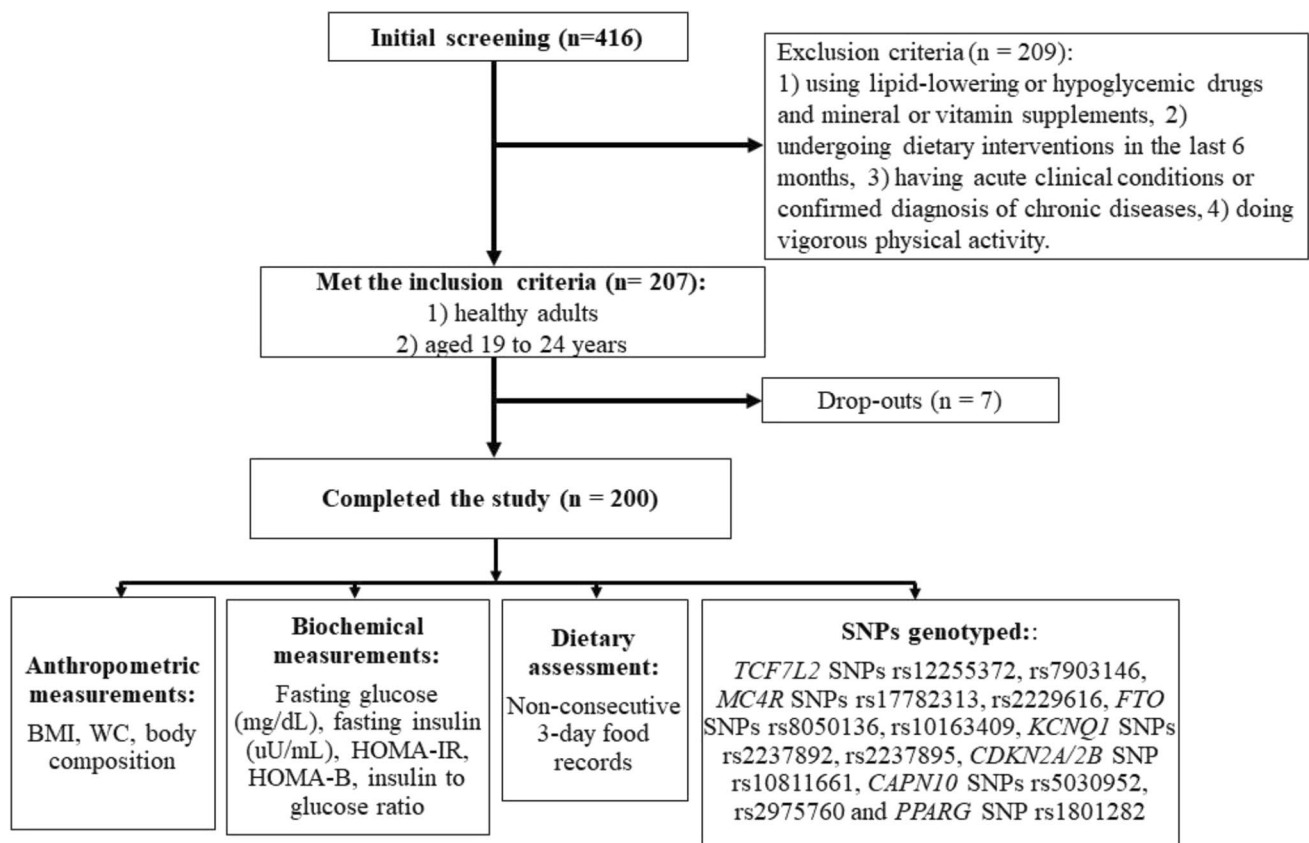 Initial screening (n=416)
Exclusion criteria (n = 209):
1) using lipid-lowering or hypoglycemic drugs
and mineral or vitamin supplements, 2)
undergoing dietary interventions in the last 6
months, 3) having acute clinical conditions or
confirmed diagnosis of chronic diseases, 4) doing
vigorous physical activity.
Met the inclusion criteria (n= 207):
1) healthy adults
2) aged 19 to 24 years
Drop-outs (n = 7)
Completed the study (n = 200)
Anthropometric
measurements:
BMI, WC, body
composition
Biochemical
measurements:
Fasting glucose
(mg/dL), fasting insulin
(uU/mL), HOMA-IR,
HOMA-B, insulin to
glucose ratio
Dietary
assessment:
Non-consecutive
3-day food
records
SNPs genotyped::
TCF7L2 SNPs rs12255372, rs7903146,
MC4R SNPs rs17782313, rs2229616, FTO
SNPs rs8050136, rs10163409, KCNQ1 SNPs
rs2237892, rs2237895, CDKN2A/2B SNP
rs10811661, CAPN10 SNPs rs5030952,
rs2975760 and PPARG SNP rs1801282